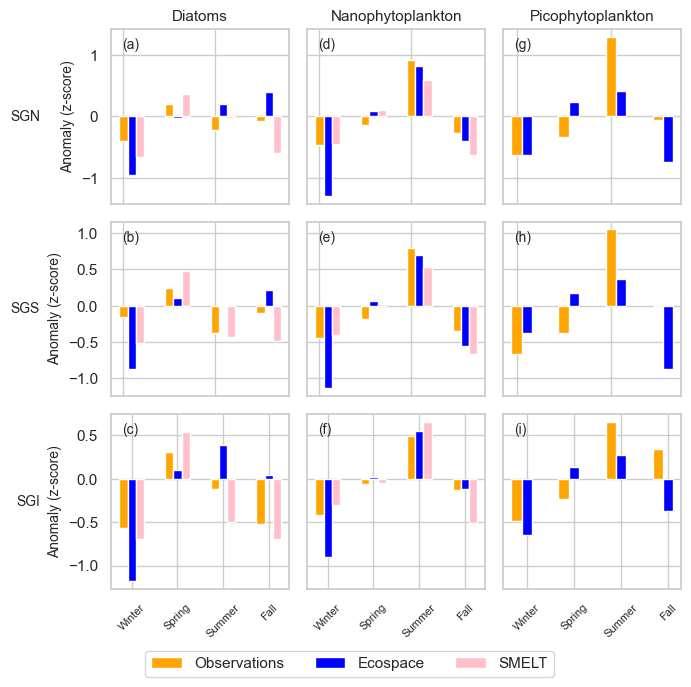 Diatoms Nanophytoplankton Picophytoplankton
SGN Anomaly (z-score) 1 0 −1 (a) (d) (g)
SGS Anomaly (z-score) 1.0 0.5 0.0 −0.5 −1.0 (b) (e) (h)
SGI Anomaly (z-score) 0.5 0.0 −0.5 −1.0 (c) (f) (i)
Winter Spring Summer Fall Winter Spring Summer Fall Winter Spring Summer Fall
Observations Ecospace SMELT